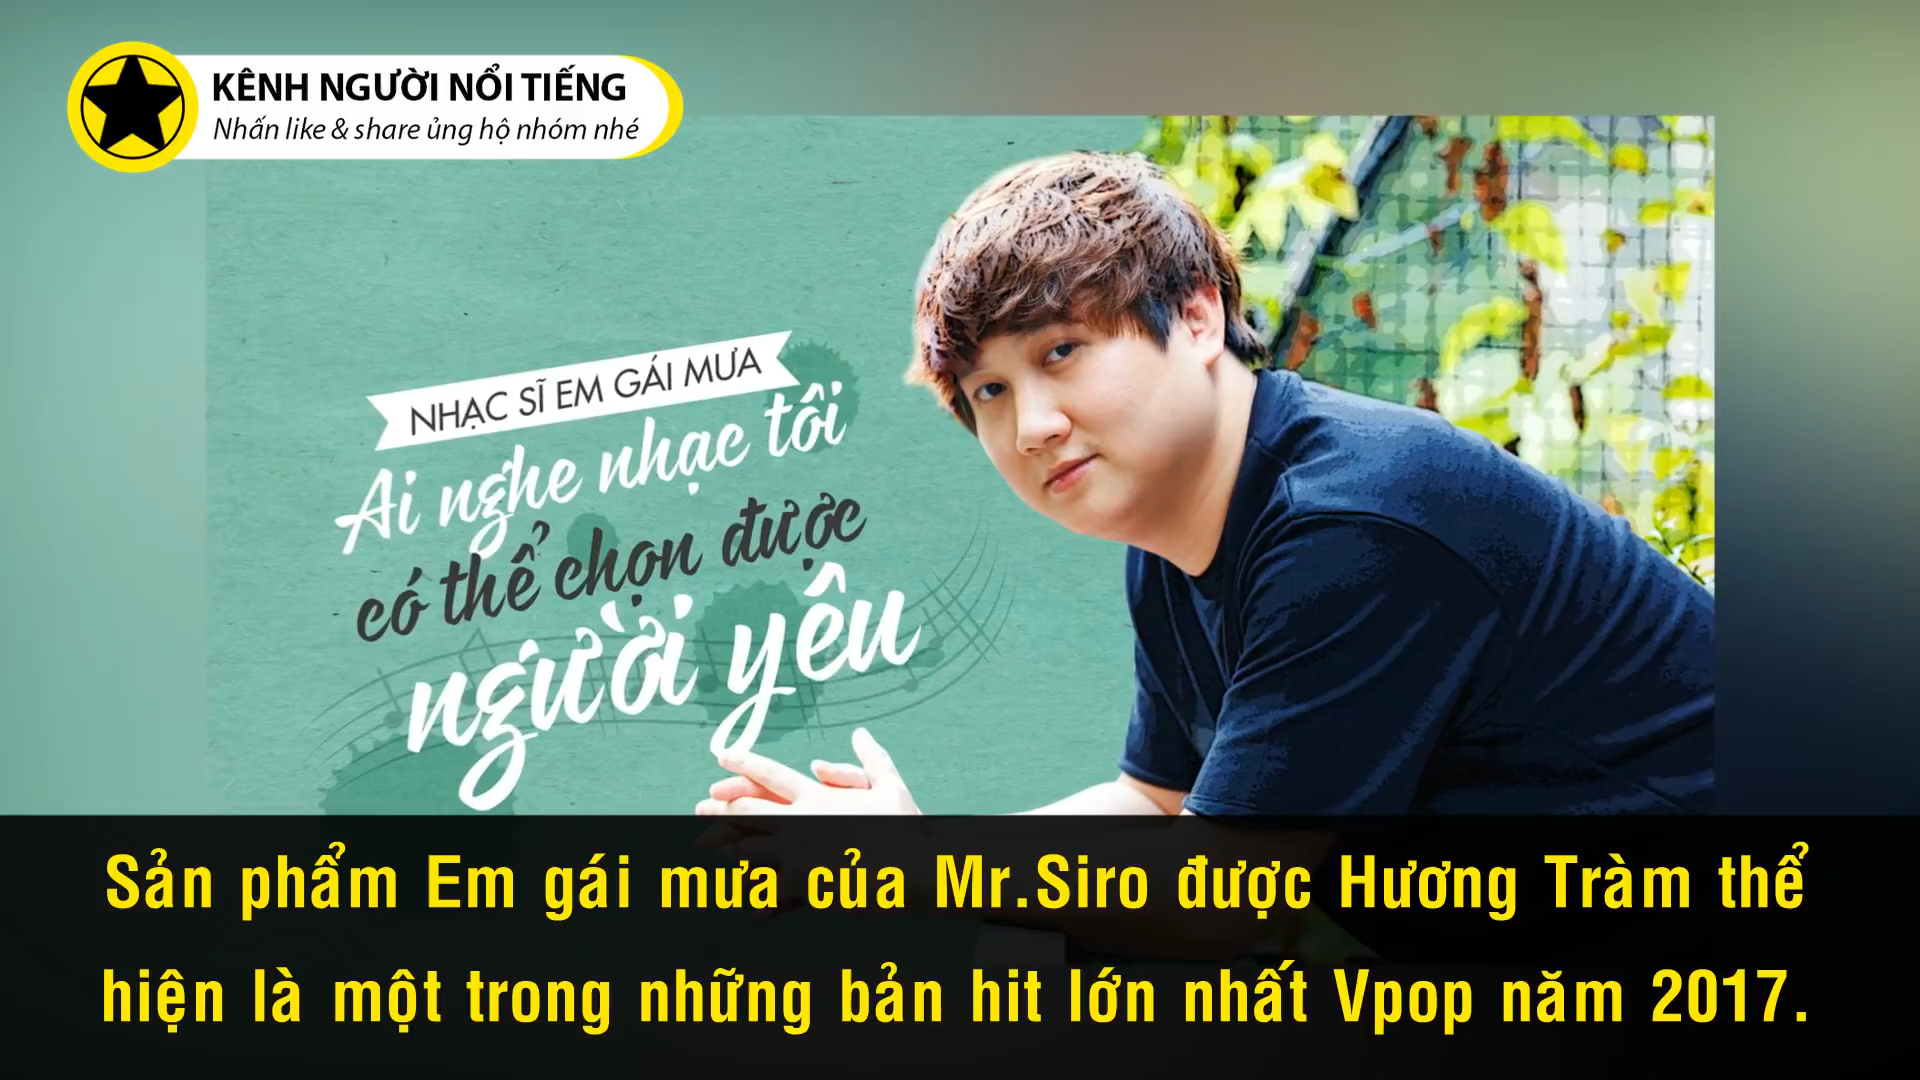 KÊNH NGƯỜI NỔI TIẾNG
Nhấn like & share ủng hộ nhóm nhé
NHẠC SĨ EM GÁI MƯA
Ai nghe nhạc tôi
có thể chọn được
người yêu
Sản phẩm Em gái mưa của Mr.Siro được Hương Tràm thể
hiện là một trong những bản hit lớn nhất Vpop năm 2017.